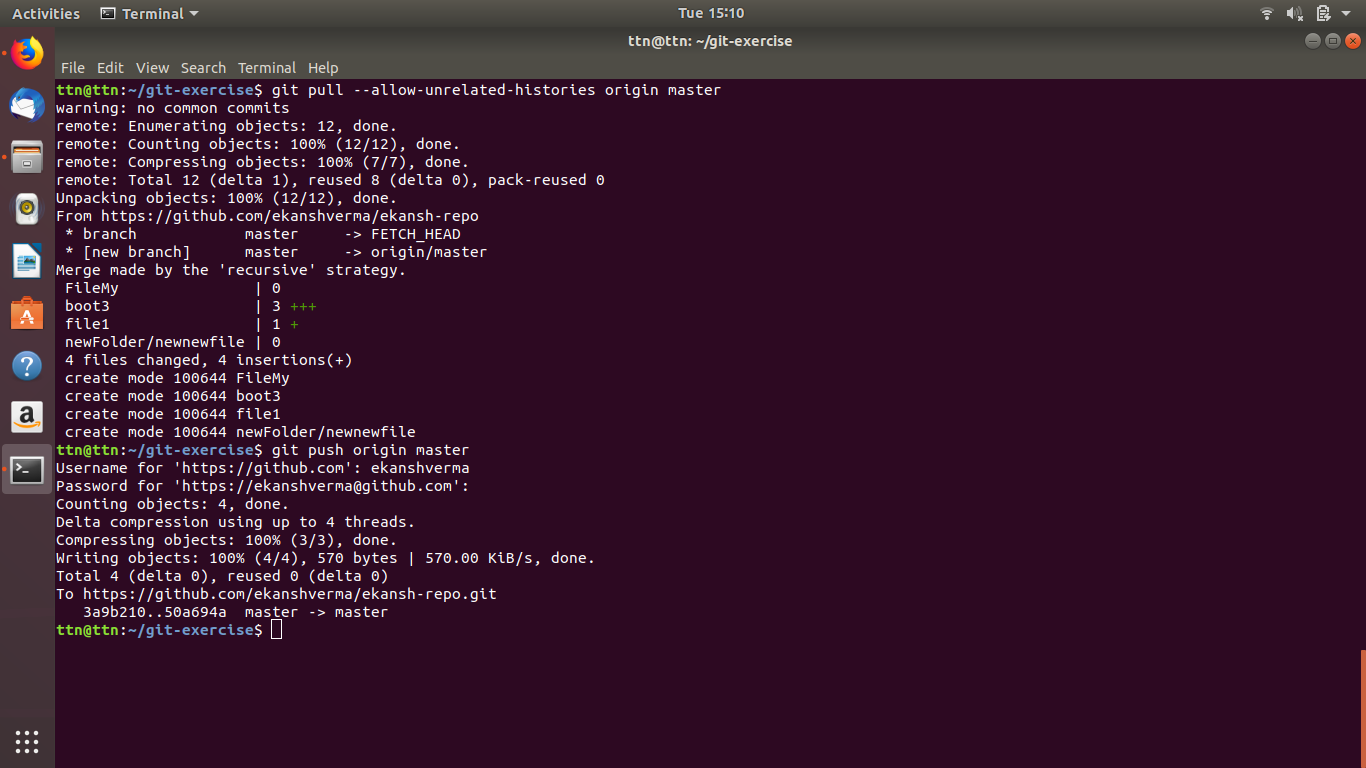 Activities Terminal Tue 15:10
ttn@ttn: ~/git-exercise
File Edit View Search Terminal Help
ttn@ttn:~/git-exercise$ git pull --allow-unrelated-histories origin master
warning: no common commits
remote: Enumerating objects: 12, done.
remote: Counting objects: 100% (12/12), done.
remote: Compressing objects: 100% (7/7), done.
remote: Total 12 (delta 1), reused 8 (delta 0), pack-reused 0
Unpacking objects: 100% (12/12), done.
From https://github.com/ekanshverma/ekansh-repo
 * branch            master     -> FETCH_HEAD
 * [new branch]      master     -> origin/master
Merge made by the 'recursive' strategy.
 FileMy               | 0
 boot3                | 3 +++
 file1                | 1 +
 newFolder/newnewfile | 0
 4 files changed, 4 insertions(+)
 create mode 100644 FileMy
 create mode 100644 boot3
 create mode 100644 file1
 create mode 100644 newFolder/newnewfile
ttn@ttn:~/git-exercise$ git push origin master
Username for 'https://github.com': ekanshverma
Password for 'https://ekanshverma@github.com':
Counting objects: 4, done.
Delta compression using up to 4 threads.
Compressing objects: 100% (3/3), done.
Writing objects: 100% (4/4), 570 bytes | 570.00 KiB/s, done.
Total 4 (delta 0), reused 0 (delta 0)
To https://github.com/ekanshverma/ekansh-repo.git
   3a9b210..50a694a  master -> master
ttn@ttn:~/git-exercise$